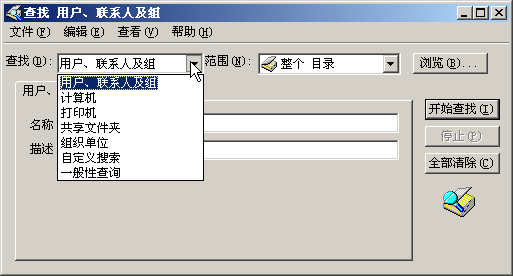 查找 用户、联系人及组
文件(F) 编辑(E) 查看(V) 帮助(H)
查找(D): 用户、联系人及组 范围(N): 整个 目录 浏览(B)...
用户、联系人及组
计算机
打印机
共享文件夹
组织单位
自定义搜索
一般性查询
用户、
名称
描述
开始查找(I)
停止(P)
全部清除(C)